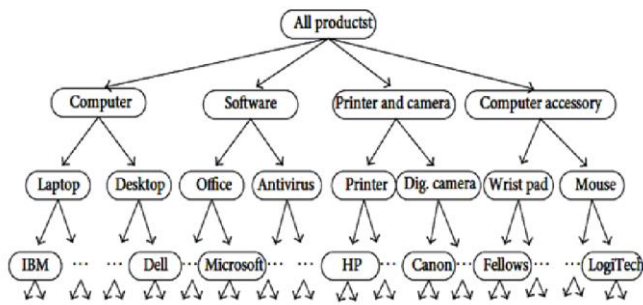 All productst
Computer Software Printer and camera Computer accessory
Laptop Desktop Office Antivirus Printer Dig. camera Wrist pad Mouse
IBM ... ... Dell ... Microsoft ... ... HP ... Canon ... Fellows ... ... LogiTech